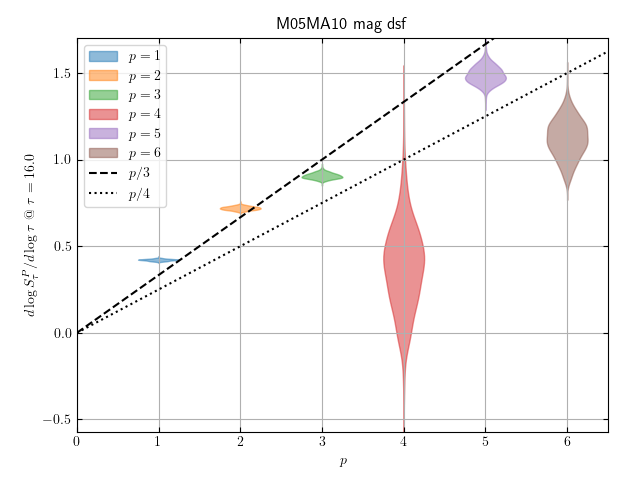 M05MA10 mag dsf
p = 1
p = 2
p = 3
p = 4
p = 5
p = 6
p/3
p/4
d log S_τ^P / d log τ @ τ = 16.0
1.5
1.0
0.5
0.0
−0.5
0 1 2 3 4 5 6
p